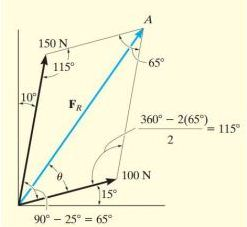 A
150 N
115°
65°
10°
F_R
360° − 2(65°)
2
= 115°
θ
100 N
15°
90° − 25° = 65°